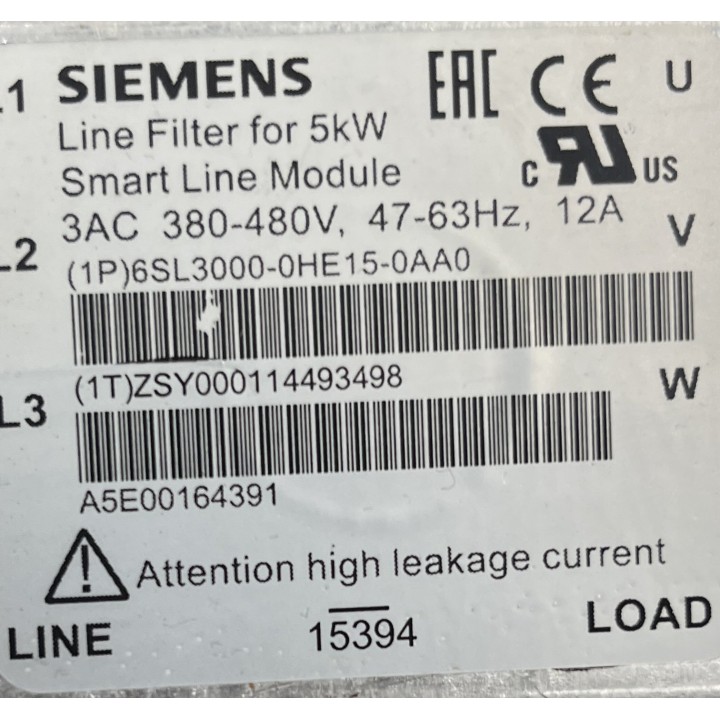 L1 SIEMENS EAC CE U
Line Filter for 5kW
Smart Line Module c RU US
3AC 380-480V, 47-63Hz, 12A V
L2 (1P)6SL3000-0HE15-0AA0
(1T)ZSY000114493498 W
L3
A5E00164391
Attention high leakage current
LINE 15394 LOAD